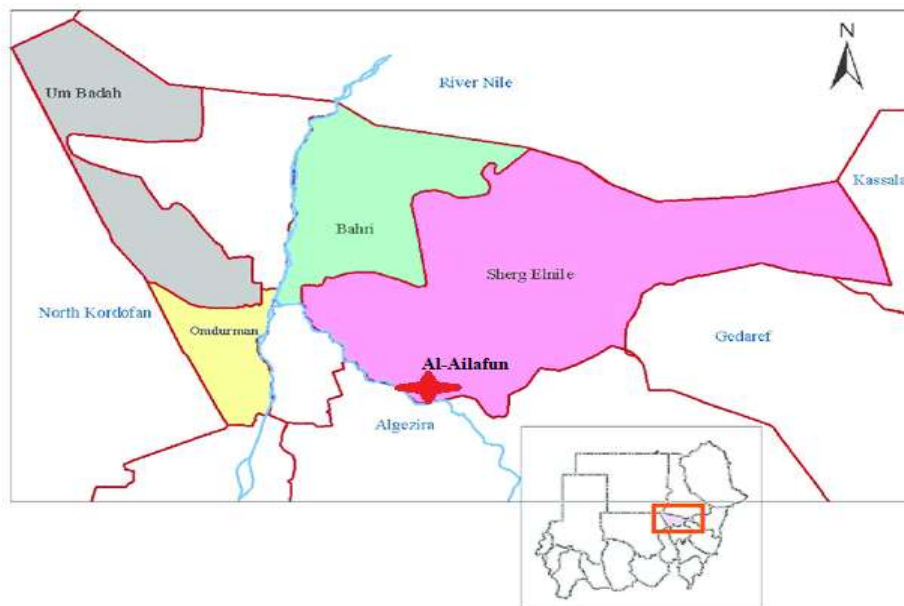 N
River Nile
Um Badah
Kassala
Bahri
Sherg Elnile
North Kordofan
Omdurman
Gedaref
Al-Ailafun
Algezira